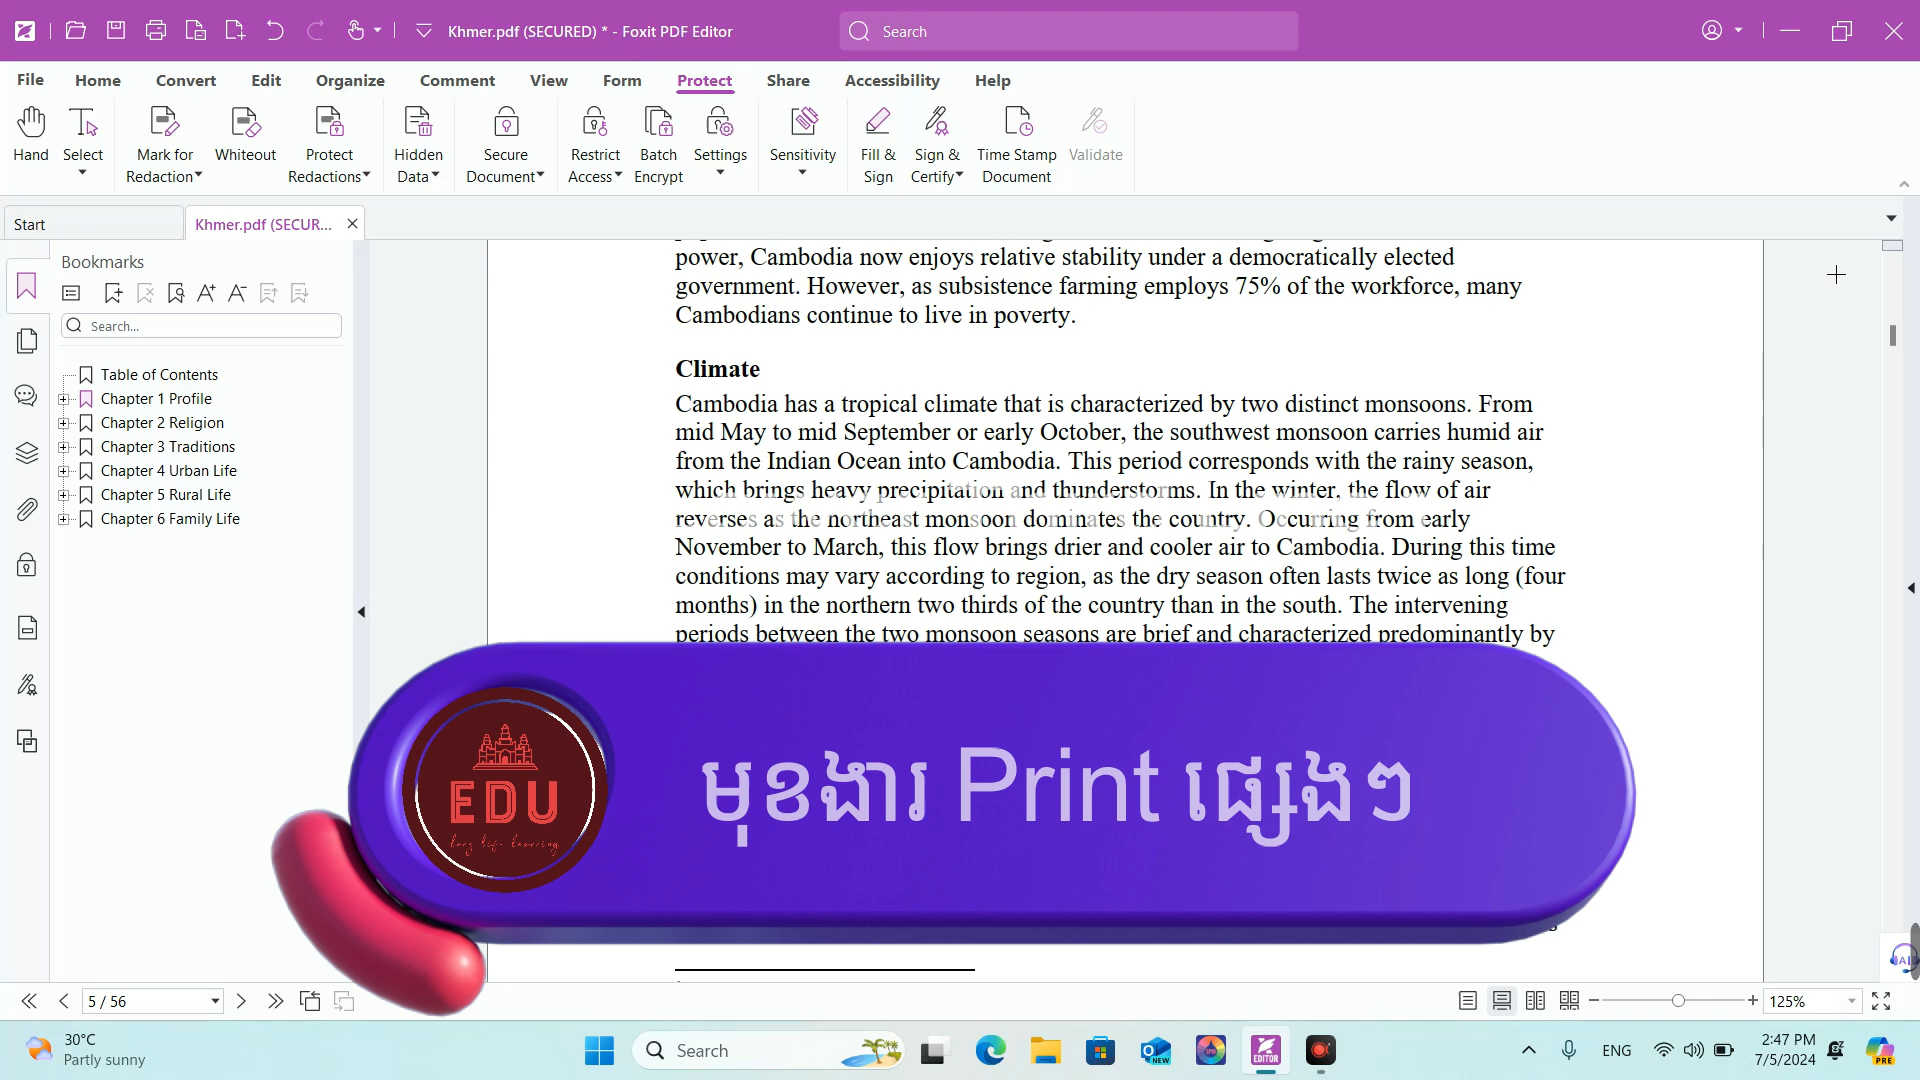 Khmer.pdf (SECURED) * - Foxit PDF Editor
Search
File Home Convert Edit Organize Comment View Form Protect Share Accessibility Help
Hand
Select
Mark for Redaction
Whiteout
Protect Redactions
Hidden Data
Secure Document
Restrict Access
Batch Encrypt
Settings
Sensitivity
Fill & Sign
Sign & Certify
Time Stamp Document
Validate
Start
Khmer.pdf (SECUR...
Bookmarks
Search...
Table of Contents
Chapter 1 Profile
Chapter 2 Religion
Chapter 3 Traditions
Chapter 4 Urban Life
Chapter 5 Rural Life
Chapter 6 Family Life
power, Cambodia now enjoys relative stability under a democratically elected
government. However, as subsistence farming employs 75% of the workforce, many
Cambodians continue to live in poverty.
Climate
Cambodia has a tropical climate that is characterized by two distinct monsoons. From
mid May to mid September or early October, the southwest monsoon carries humid air
from the Indian Ocean into Cambodia. This period corresponds with the rainy season,
which brings heavy precipitation and thunderstorms. In the winter, the flow of air
reverses as the northeast monsoon dominates the country. Occurring from early
November to March, this flow brings drier and cooler air to Cambodia. During this time
conditions may vary according to region, as the dry season often lasts twice as long (four
months) in the northern two thirds of the country than in the south. The intervening
periods between the two monsoon seasons are brief and characterized predominantly by
EDU
long life learning
មុខងារ Print ផ្សេងៗ
AI
5 / 56
125%
30°C
Partly sunny
Search
NEW
EDITOR
ENG
2:47 PM
7/5/2024
PRE